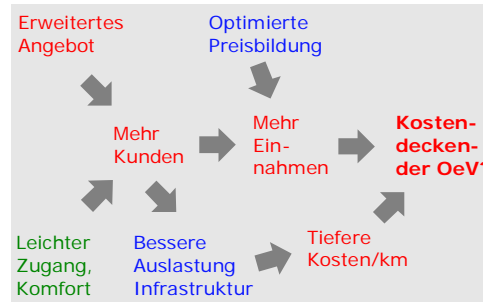 Erweitertes
Angebot
Optimierte
Preisbildung
Mehr
Kunden
Mehr
Ein-
nahmen
Kosten-
decken-
der OeV
Leichter
Zugang,
Komfort
Bessere
Auslastung
Infrastruktur
Tiefere
Kosten/km